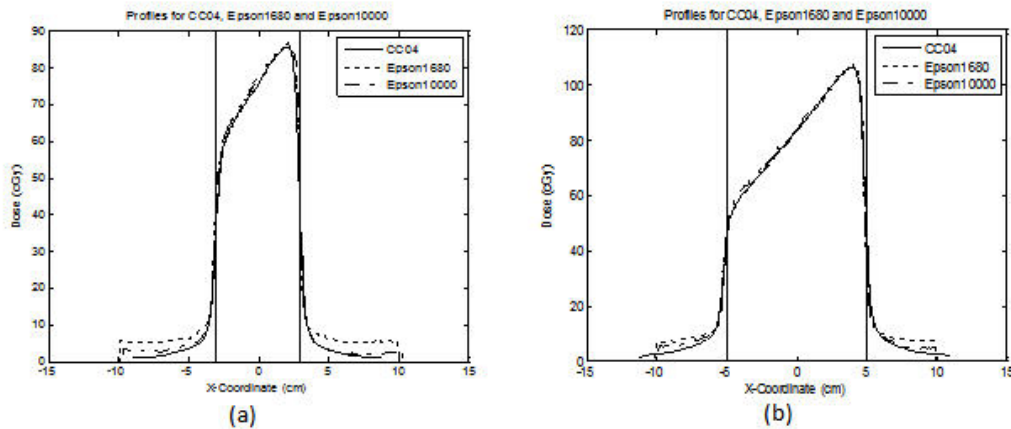 Profiles for CC04, Epson1680 and Epson10000
90
80
70
60
50
40
30
20
10
0
Dose (cGy)
CC04
Epson1680
Epson10000
-15
-10
-5
0
5
10
15
X-Coordinate (cm)
(a)
Profiles for CC04, Epson1680 and Epson10000
120
100
80
60
40
20
0
Dose (cGy)
CC04
Epson1680
Epson10000
-15
-10
-5
0
5
10
15
X-Coordinate (cm)
(b)